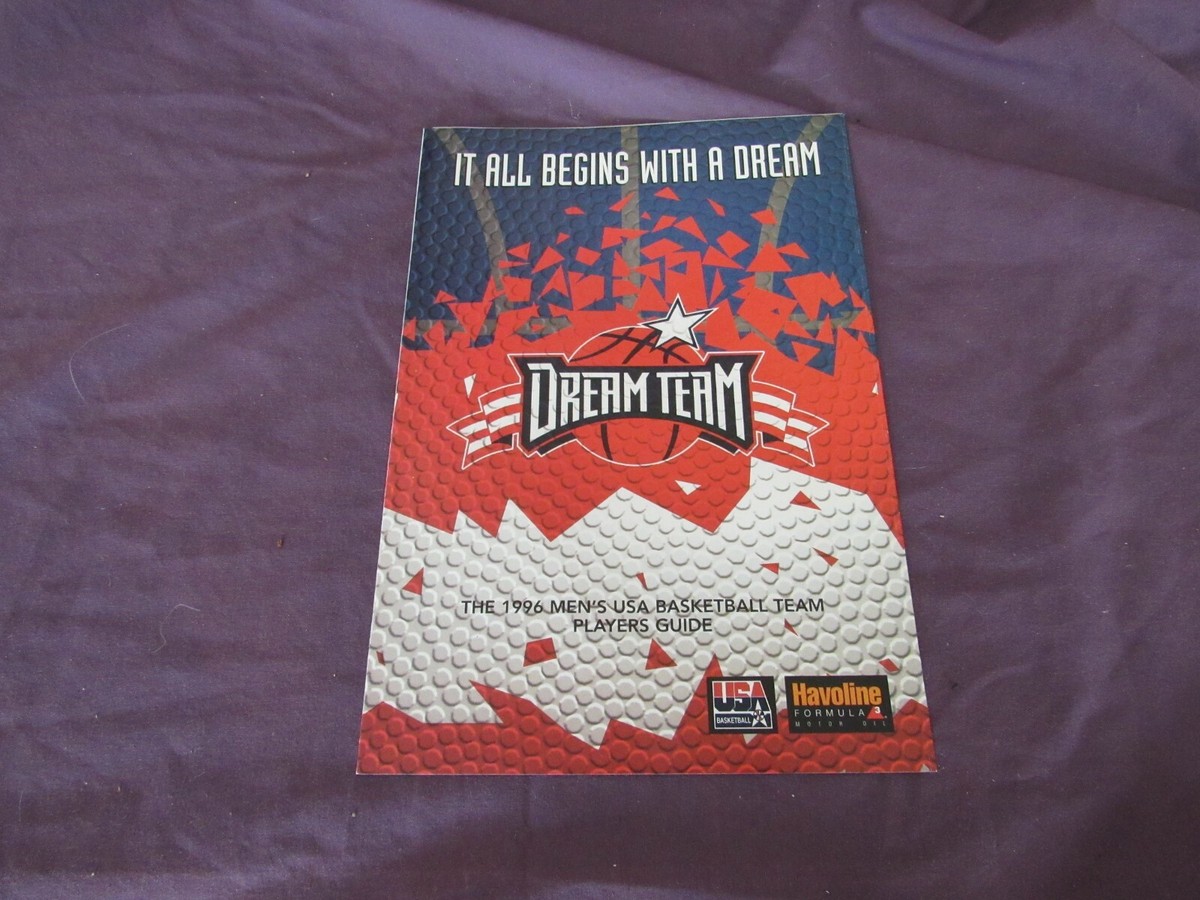 IT ALL BEGINS WITH A DREAM
DREAM TEAM
THE 1996 MEN'S USA BASKETBALL TEAM
PLAYERS GUIDE
USA
BASKETBALL
Havoline
FORMULA 3
MOTOR OIL